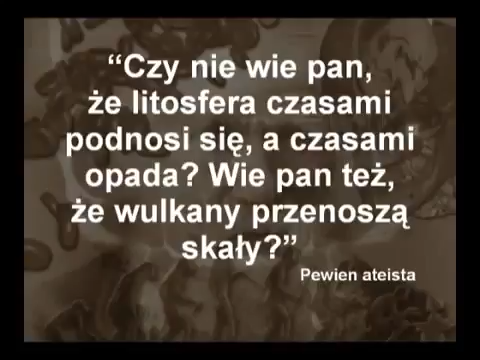 “Czy nie wie pan,
że litosfera czasami
podnosi się, a czasami
opada? Wie pan też,
że wulkany przenoszą
skały?”
Pewien ateista